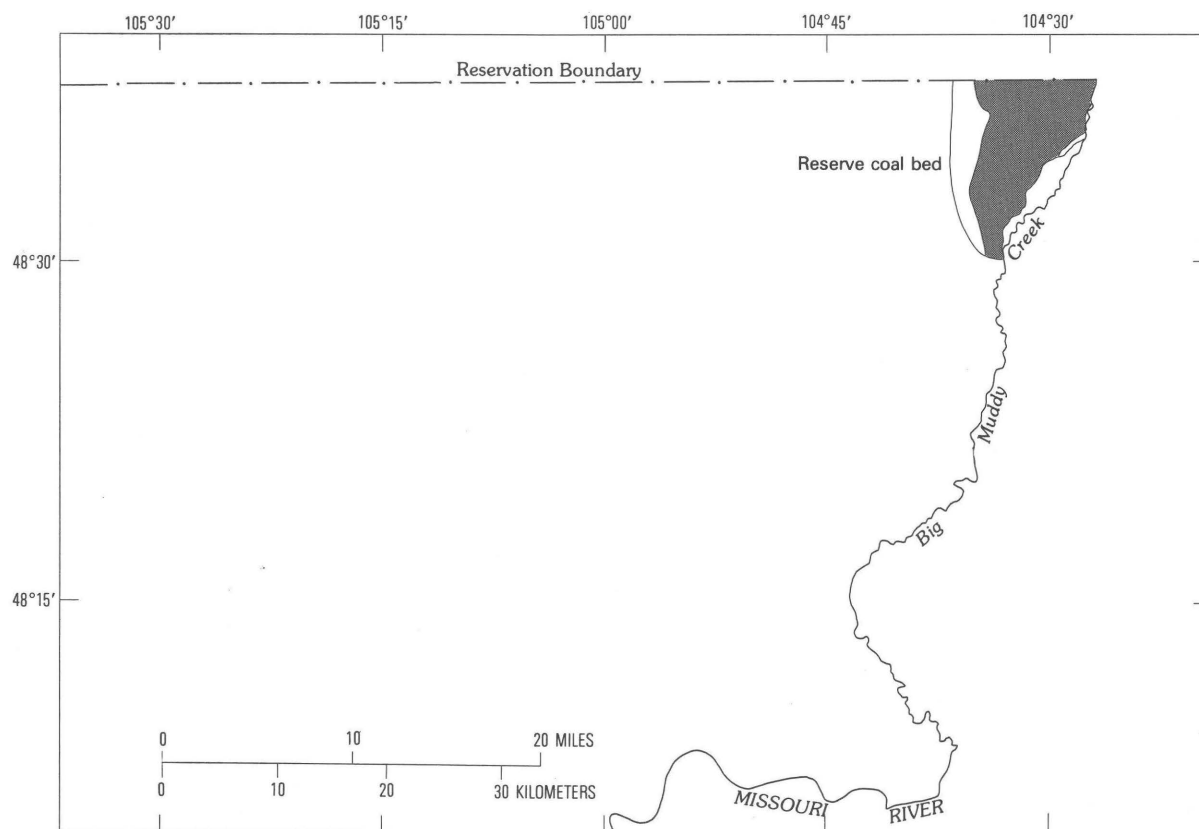 105°30′ 105°15′ 105°00′ 104°45′ 104°30′
Reservation Boundary
Reserve coal bed
Creek
48°30′
Muddy
Big
48°15′
0 10 20 MILES
0 10 20 30 KILOMETERS
MISSOURI RIVER